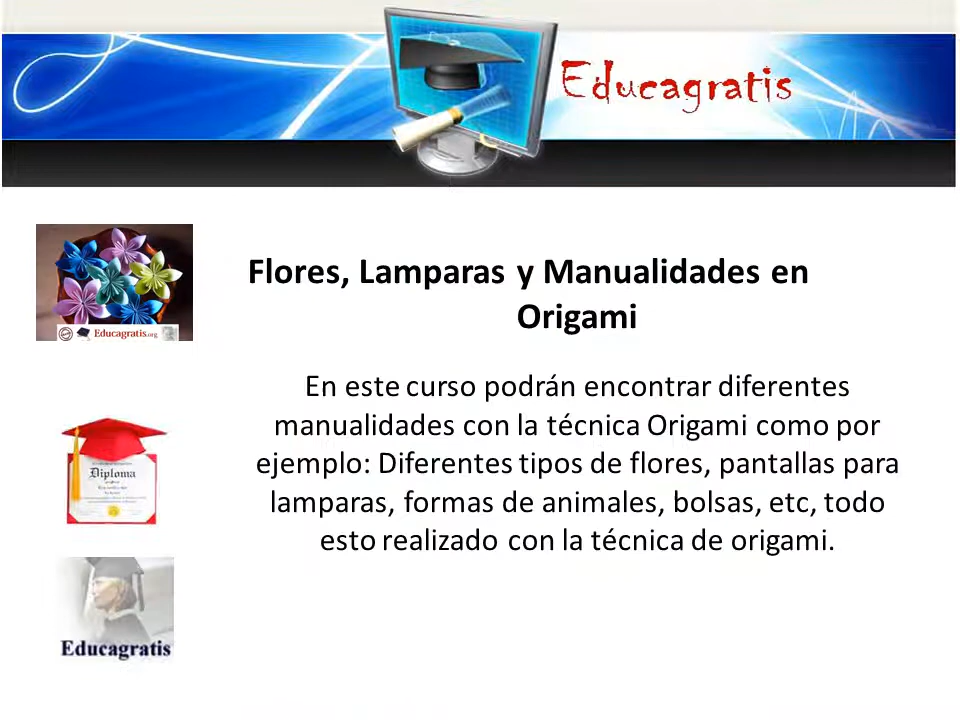 Educagratis
Flores, Lamparas y Manualidades en
Origami
Educagratis.org
En este curso podrán encontrar diferentes
manualidades con la técnica Origami como por
ejemplo: Diferentes tipos de flores, pantallas para
lamparas, formas de animales, bolsas, etc, todo
esto realizado con la técnica de origami.
Diploma
Educagratis